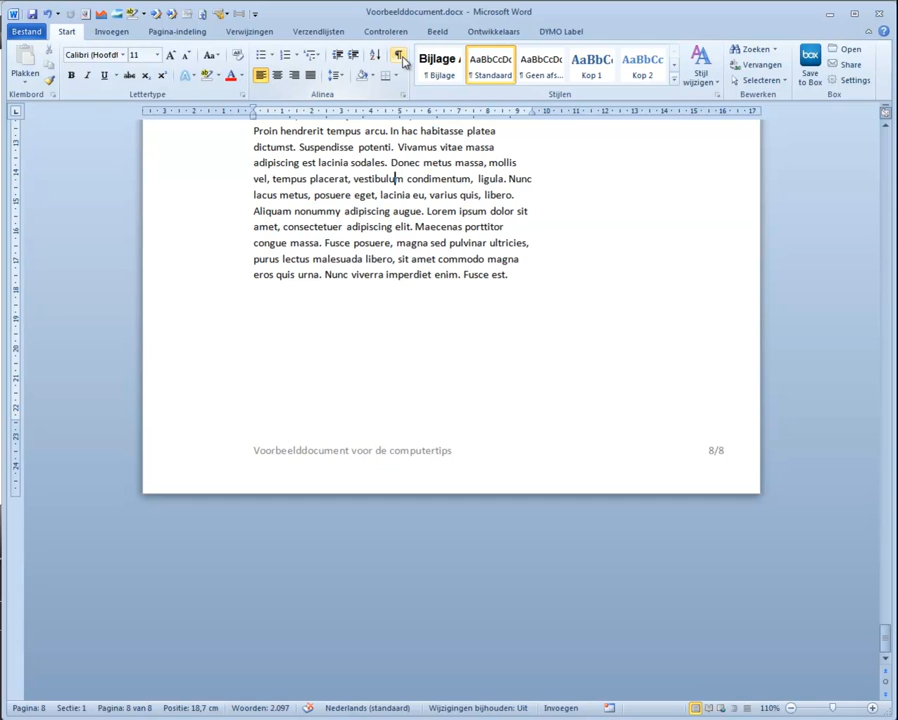 Voorbeelddocument.docx - Microsoft Word
Bestand Start Invoegen Pagina-indeling Verwijzingen Verzendlijsten Controleren Beeld Ontwikkelaars Invoegtoepassingen DYMO Label
Calibri (Hoofdt 11
Plakken
Klembord Lettertype Alinea Stijlen Bewerken Box
Bijlage A AaBbCcDc AaBbCcDc AaBbC AaBbCc
¶ Bijlage ¶ Standaard ¶ Geen afs... Kop 1 Kop 2
Stijl wijzigen
Zoeken
Vervangen
Selecteren
Save to Box
Open
Share
Settings
Proin hendrerit tempus arcu. In hac habitasse platea
dictumst. Suspendisse potenti. Vivamus vitae massa
adipiscing est lacinia sodales. Donec metus massa, mollis
vel, tempus placerat, vestibulum condimentum, ligula. Nunc
lacus metus, posuere eget, lacinia eu, varius quis, libero.
Aliquam nonummy adipiscing augue. Lorem ipsum dolor sit
amet, consectetuer adipiscing elit. Maecenas porttitor
congue massa. Fusce posuere, magna sed pulvinar ultricies,
purus lectus malesuada libero, sit amet commodo magna
eros quis urna. Nunc viverra imperdiet enim. Fusce est.
Voorbeelddocument voor de computertips 8/8
Pagina: 8 Sectie: 1 Pagina: 8 van 8 Positie: 18,7 cm Woorden: 2.097 Nederlands (Nederland) Wijzigingen bijhouden: Uit Invoegen 110%